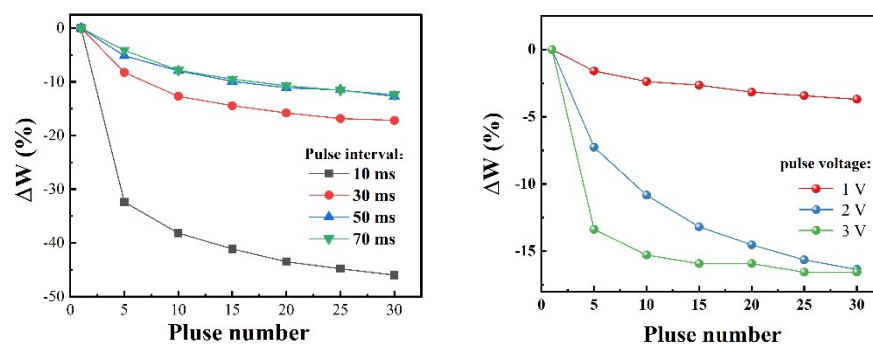 0
-10
-20
-30
-40
-50
ΔW (%)
Pulse interval:
10 ms
30 ms
50 ms
70 ms
0 5 10 15 20 25 30
Pluse number
0
-5
-10
-15
ΔW (%)
pulse voltage:
1 V
2 V
3 V
0 5 10 15 20 25 30
Pluse number